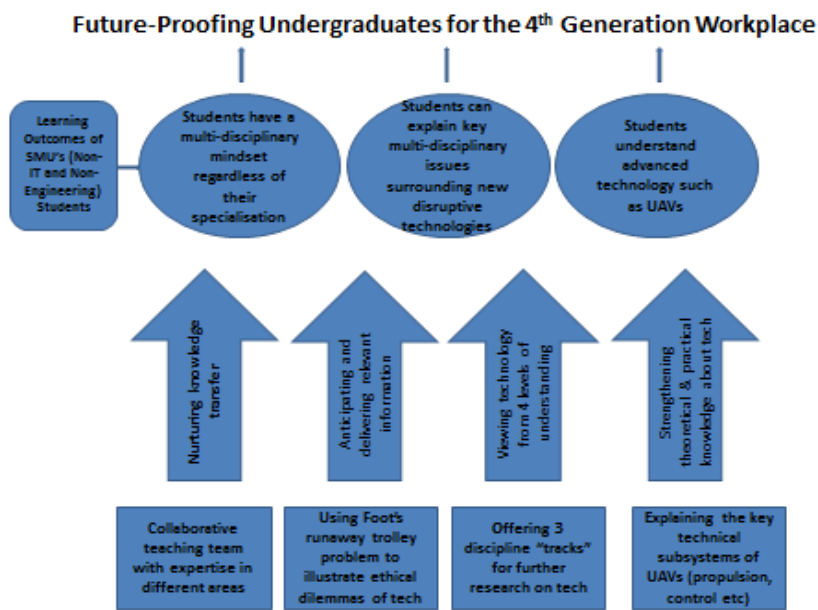 Future-Proofing Undergraduates for the 4th Generation Workplace
Learning
Outcomes of
SMU's (Non-
IT and Non-
Engineering)
Students
Students have a
multi-disciplinary
mindset
regardless of
their
specialisation
Students can
explain key
multi-disciplinary
issues
surrounding new
disruptive
technologies
Students
understand
advanced
technology such
as UAVs
Nurturing knowledge
transfer
Anticipating and
delivering relevant
information
Viewing technology
from 4 levels of
understanding
Strengthening
theoretical & practical
knowledge about tech
Collaborative
teaching team
with expertise in
different areas
Using Foot's
runaway trolley
problem to
illustrate ethical
dilemmas of tech
Offering 3
discipline "tracks"
for further
research on tech
Explaining the key
technical
subsystems of
UAVs (propulsion,
control etc)